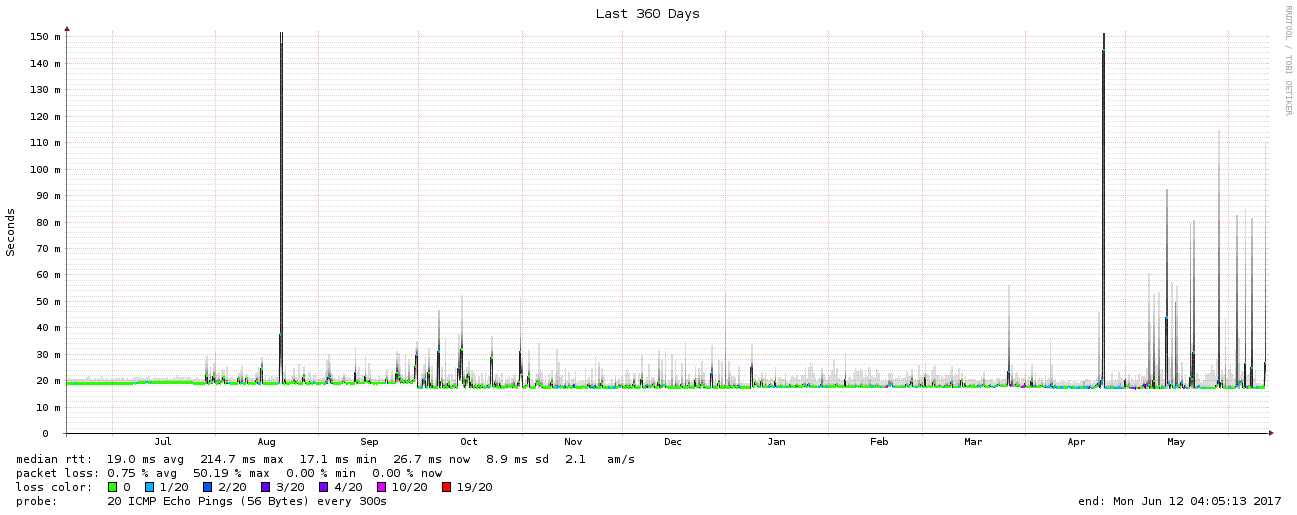 Last 360 Days
RRDTOOL / TOBI OETIKER
Seconds
150 m
140 m
130 m
120 m
110 m
100 m
90 m
80 m
70 m
60 m
50 m
40 m
30 m
20 m
10 m
0
Jul Aug Sep Oct Nov Dec Jan Feb Mar Apr May
median rtt: 19.0 ms avg 214.7 ms max 17.1 ms min 26.7 ms now 8.9 ms sd 2.1 am/s
packet loss: 0.75 % avg 50.19 % max 0.00 % min 0.00 % now
loss color: 0 1/20 2/20 3/20 4/20 10/20 19/20
probe: 20 ICMP Echo Pings (56 Bytes) every 300s end: Mon Jun 12 04:05:13 2017